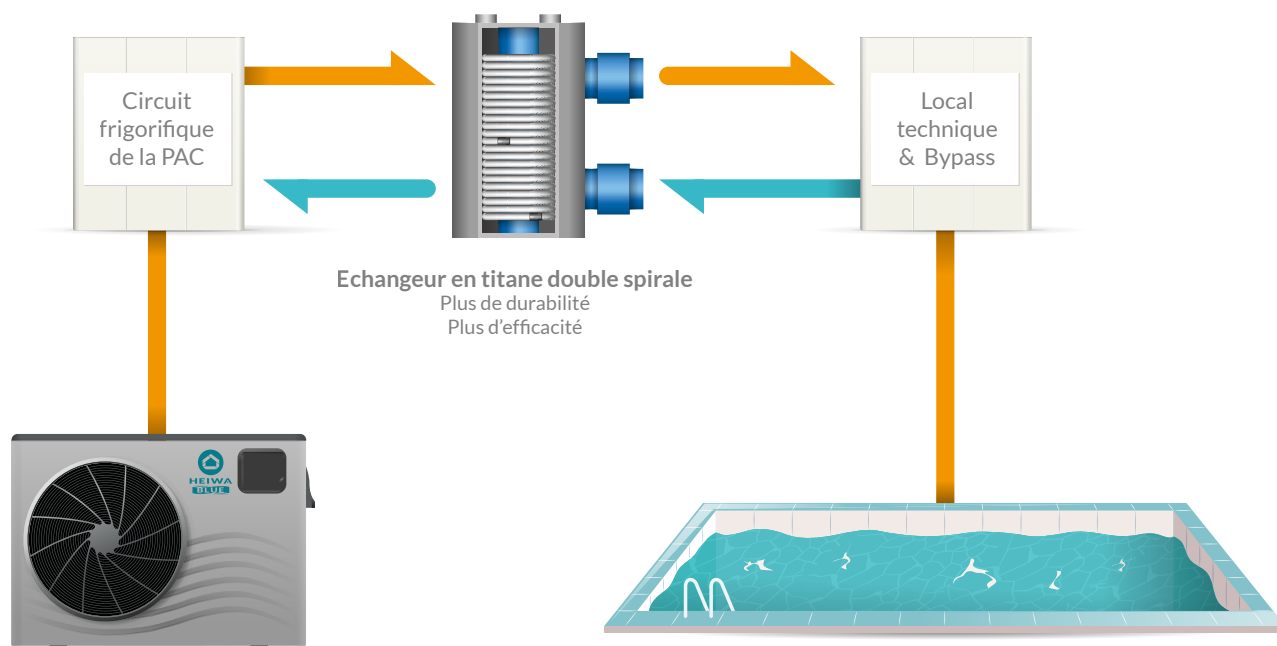 Circuit
frigorifique
de la PAC
Local
technique
& Bypass
Echangeur en titane double spirale
Plus de durabilité
Plus d’efficacité
HEIWA
BLUE